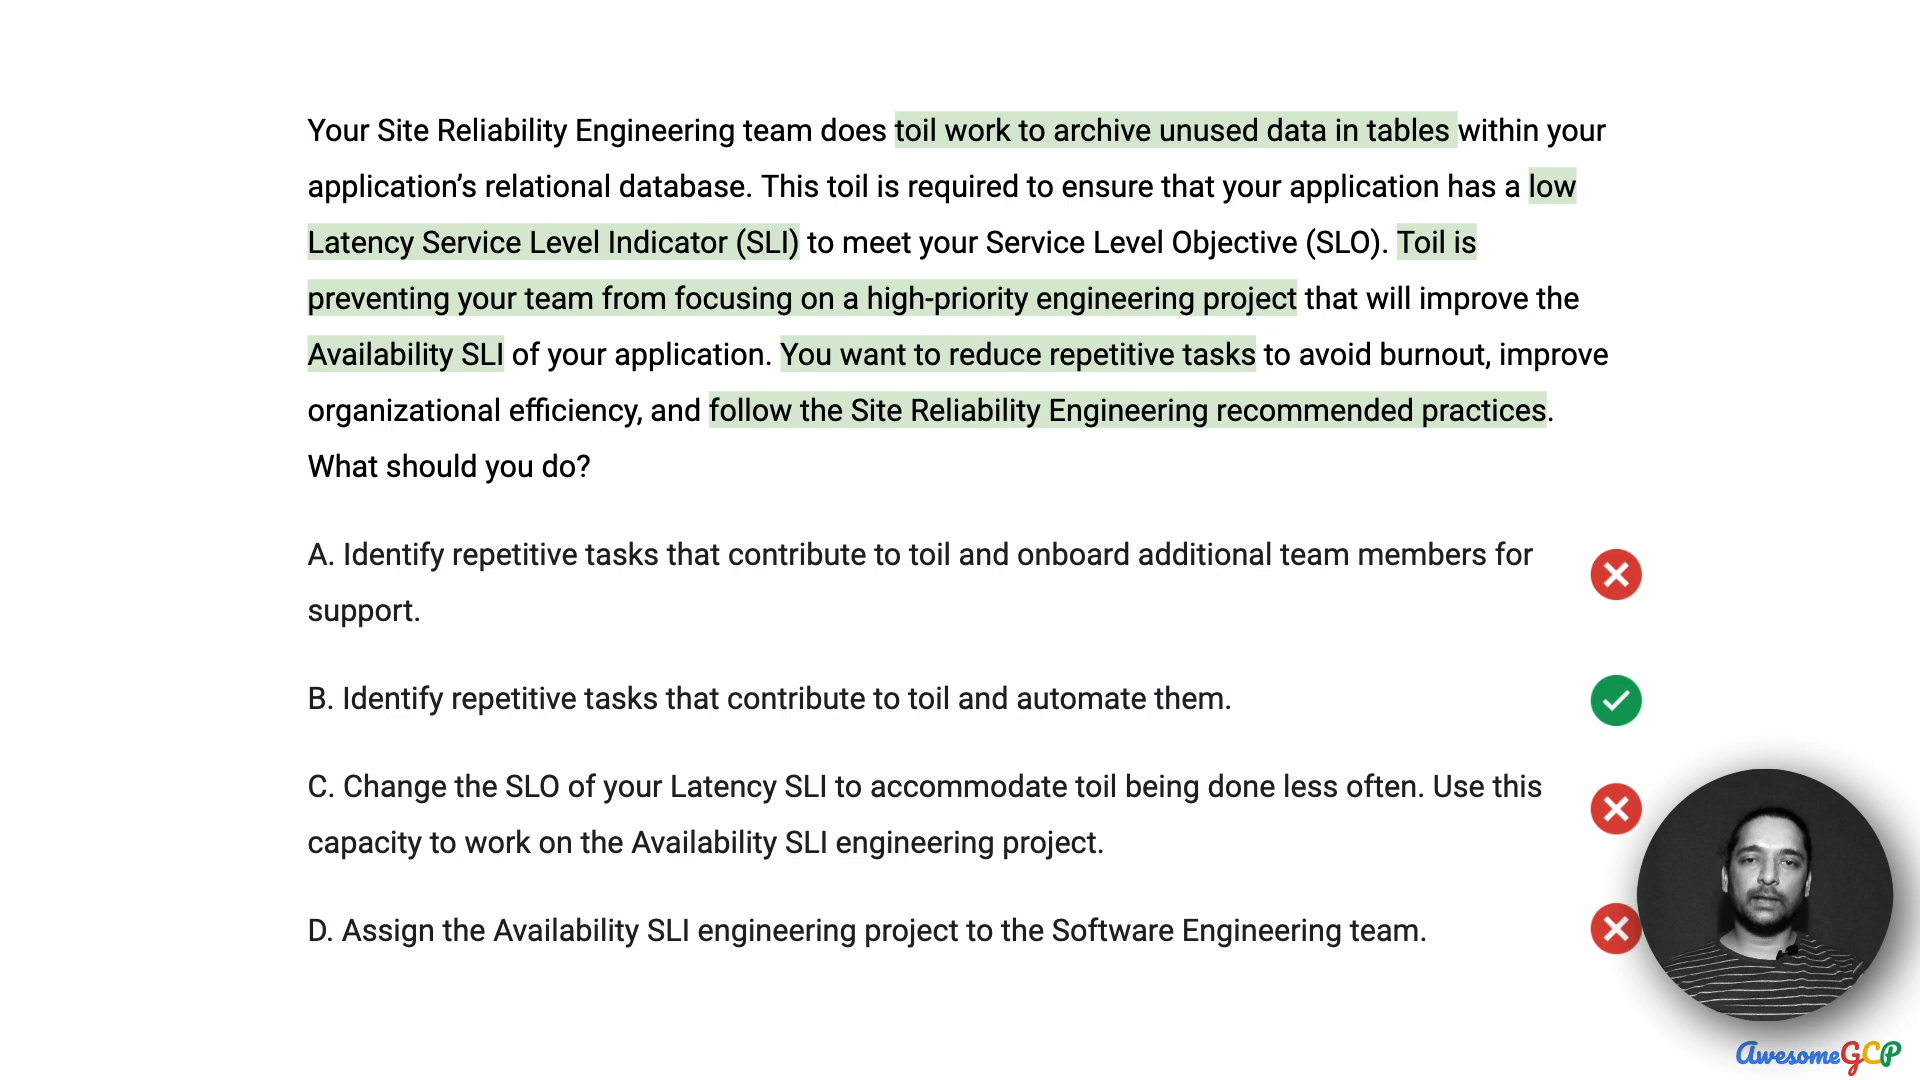 Your Site Reliability Engineering team does toil work to archive unused data in tables within your
application’s relational database. This toil is required to ensure that your application has a low
Latency Service Level Indicator (SLI) to meet your Service Level Objective (SLO). Toil is
preventing your team from focusing on a high-priority engineering project that will improve the
Availability SLI of your application. You want to reduce repetitive tasks to avoid burnout, improve
organizational efficiency, and follow the Site Reliability Engineering recommended practices.
What should you do?
A. Identify repetitive tasks that contribute to toil and onboard additional team members for
support.
B. Identify repetitive tasks that contribute to toil and automate them.
C. Change the SLO of your Latency SLI to accommodate toil being done less often. Use this
capacity to work on the Availability SLI engineering project.
D. Assign the Availability SLI engineering project to the Software Engineering team.
AwesomeGCP